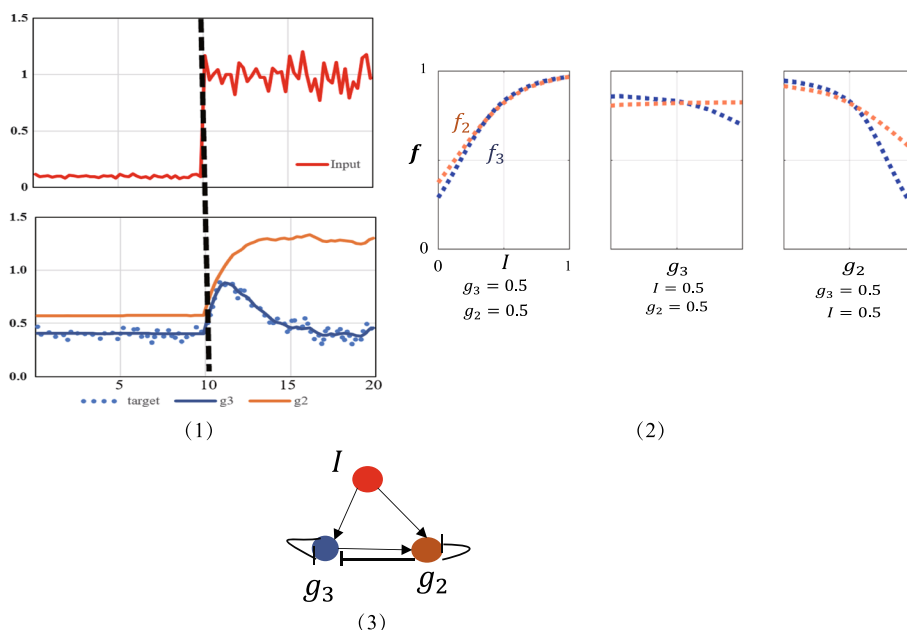 1.5
1
0.5
0
Input
1.5
1.0
0.5
0.0
5
10
15
20
target
g3
g2
(1)
1
f
0
f₂
f₃
0
I
1
g₃ = 0.5
g₂ = 0.5
g₃
I = 0.5
g₂ = 0.5
g₂
g₃ = 0.5
I = 0.5
(2)
I
g₃
g₂
(3)